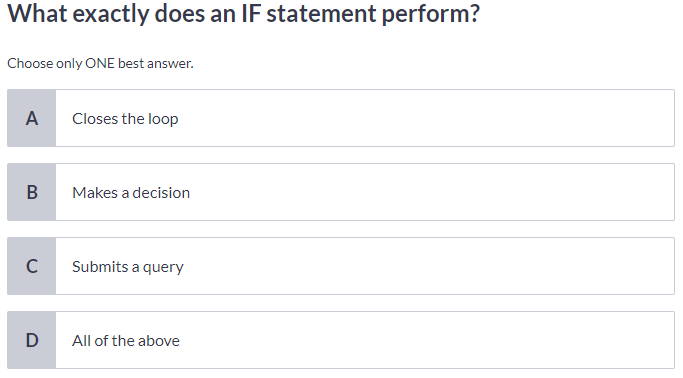 What exactly does an IF statement perform?
Choose only ONE best answer.
A Closes the loop
B Makes a decision
C Submits a query
D All of the above